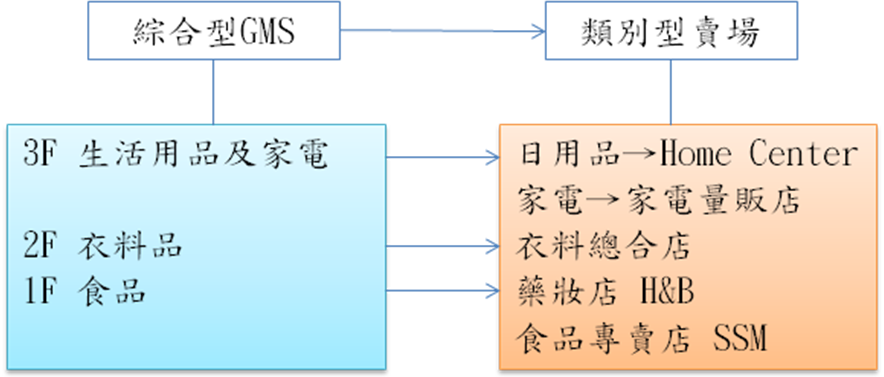 綜合型GMS
類別型賣場
3F 生活用品及家電
2F 衣料品
1F 食品
日用品→Home Center
家電→家電量販店
衣料總合店
藥妝店 H&B
食品專賣店 SSM